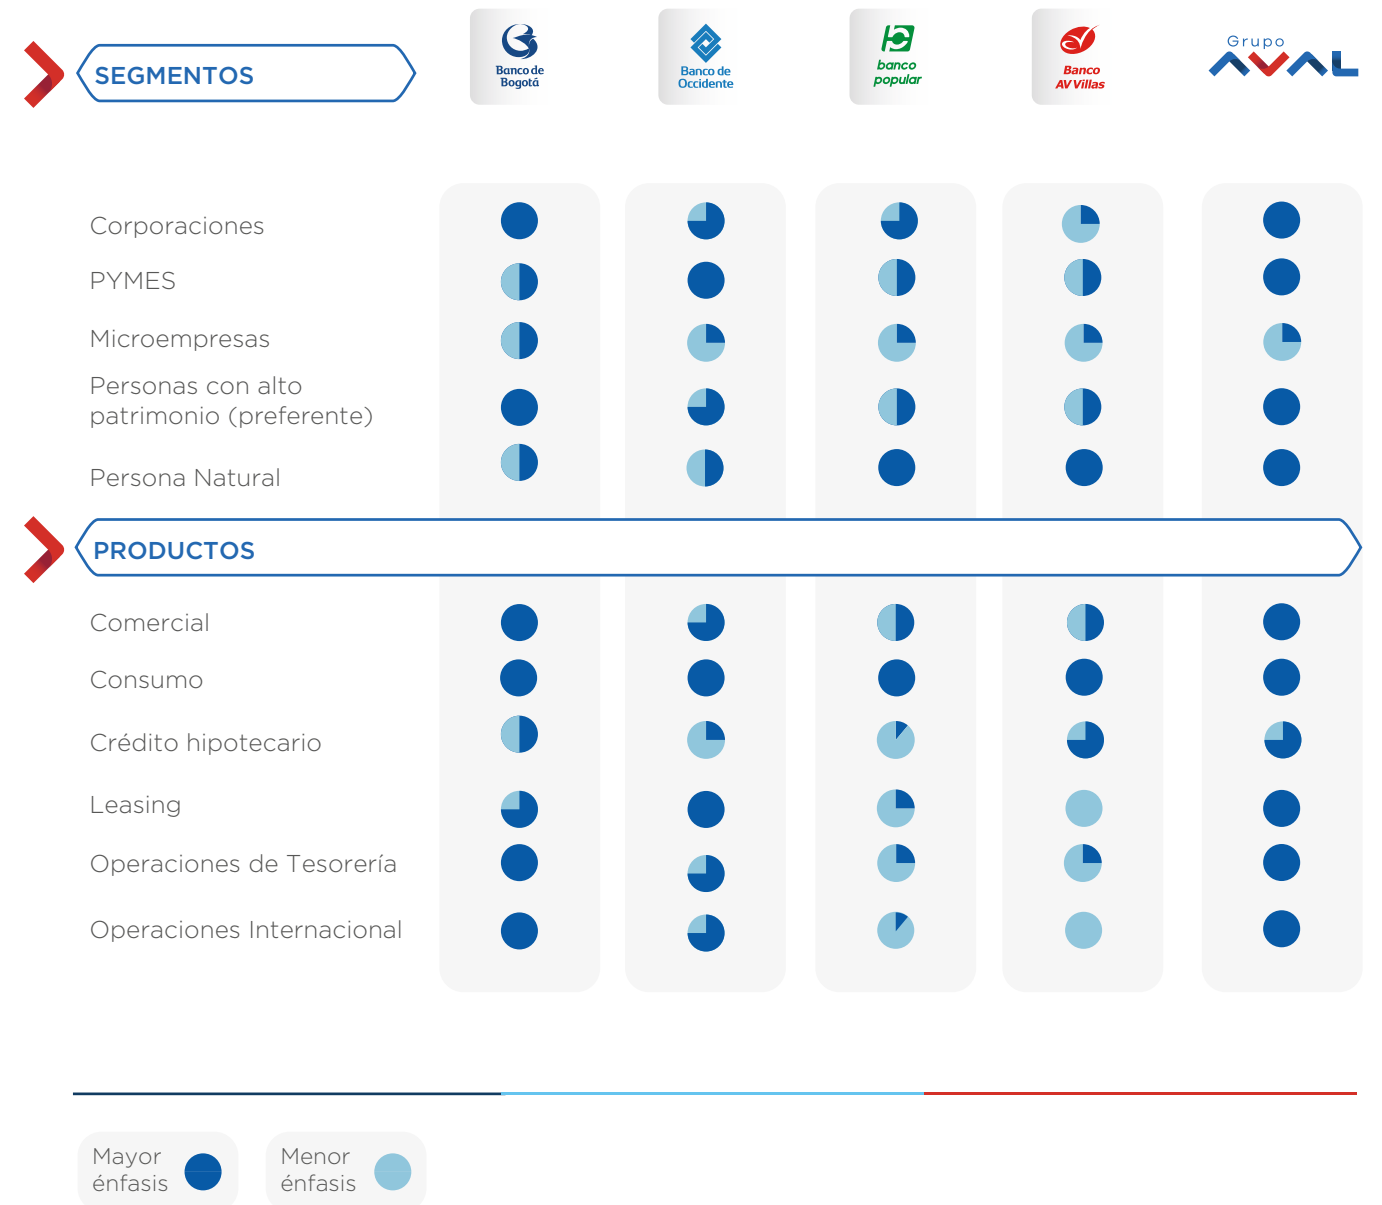 SEGMENTOS
Banco de
Bogotá
Banco de
Occidente
banco
popular
Banco
AV Villas
Grupo
AVAL
Corporaciones
PYMES
Microempresas
Personas con alto
patrimonio (preferente)
Persona Natural
PRODUCTOS
Comercial
Consumo
Crédito hipotecario
Leasing
Operaciones de Tesorería
Operaciones Internacional
Mayor
énfasis
Menor
énfasis